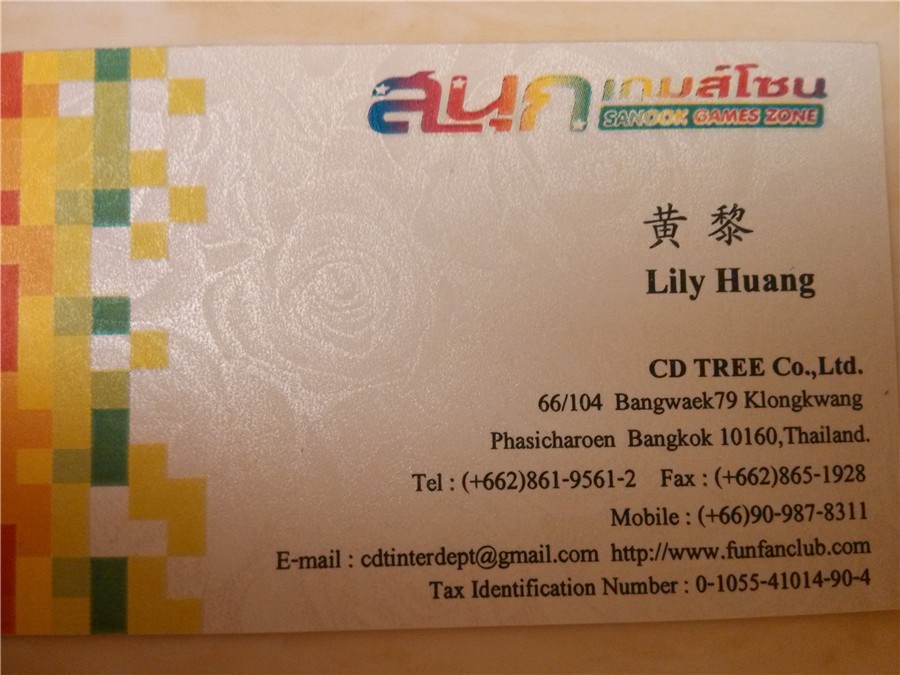 สนุกเกมส์โซน
SANOOK GAMES ZONE
黄 黎
Lily Huang
CD TREE Co.,Ltd.
66/104 Bangwaek79 Klongkwang
Phasicharoen Bangkok 10160,Thailand.
Tel : (+662)861-9561-2 Fax : (+662)865-1928
Mobile : (+66)90-987-8311
E-mail : cdtinterdept@gmail.com http://www.funfanclub.com
Tax Identification Number : 0-1055-41014-90-4